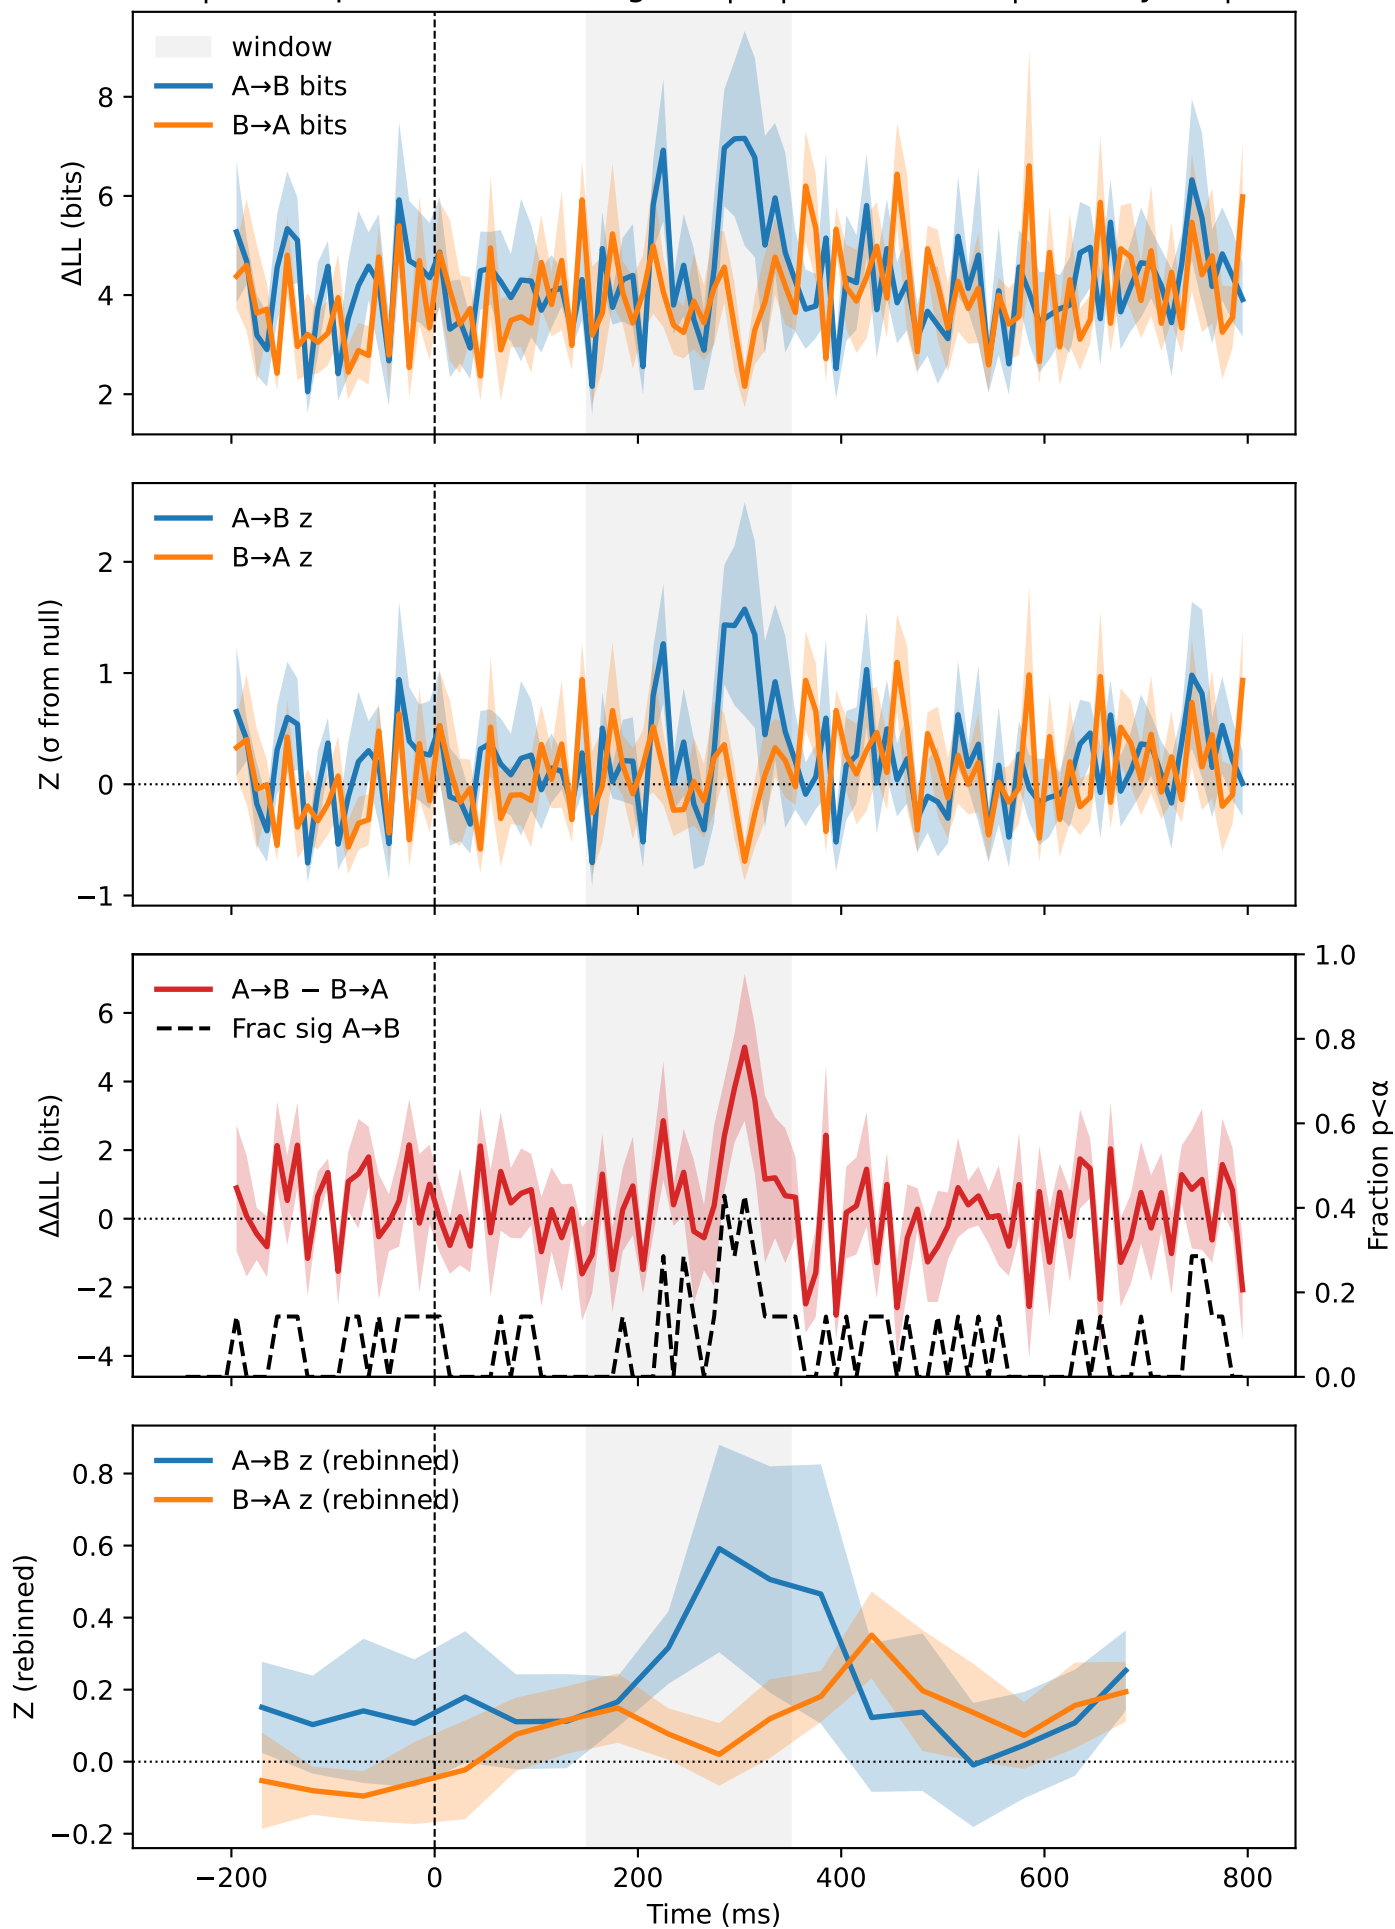 window
A→B bits
B→A bits
ΔLL (bits)
8
6
4
2
A→B z
B→A z
Z (σ from null)
2
1
0
−1
A→B − B→A
Frac sig A→B
ΔΔLL (bits)
6
4
2
0
−2
−4
1.0
0.8
0.6
0.4
0.2
0.0
Fraction p<α
A→B z (rebinned)
B→A z (rebinned)
Z (rebinned)
0.8
0.6
0.4
0.2
0.0
−0.2
−200
0
200
400
600
800
Time (ms)